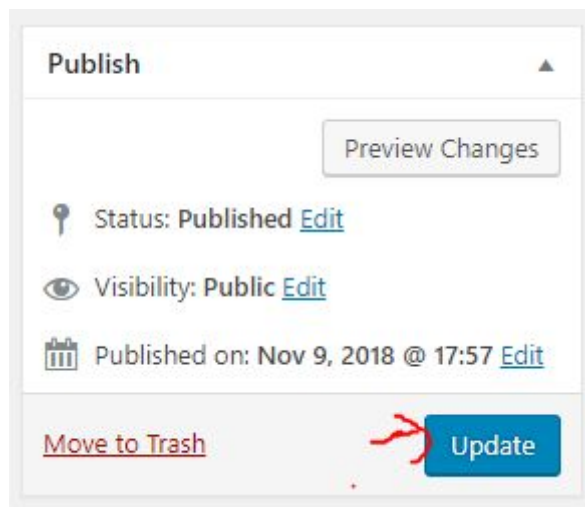 Publish
Preview Changes
Status: Published Edit
Visibility: Public Edit
Published on: Nov 9, 2018 @ 17:57 Edit
Move to Trash Update